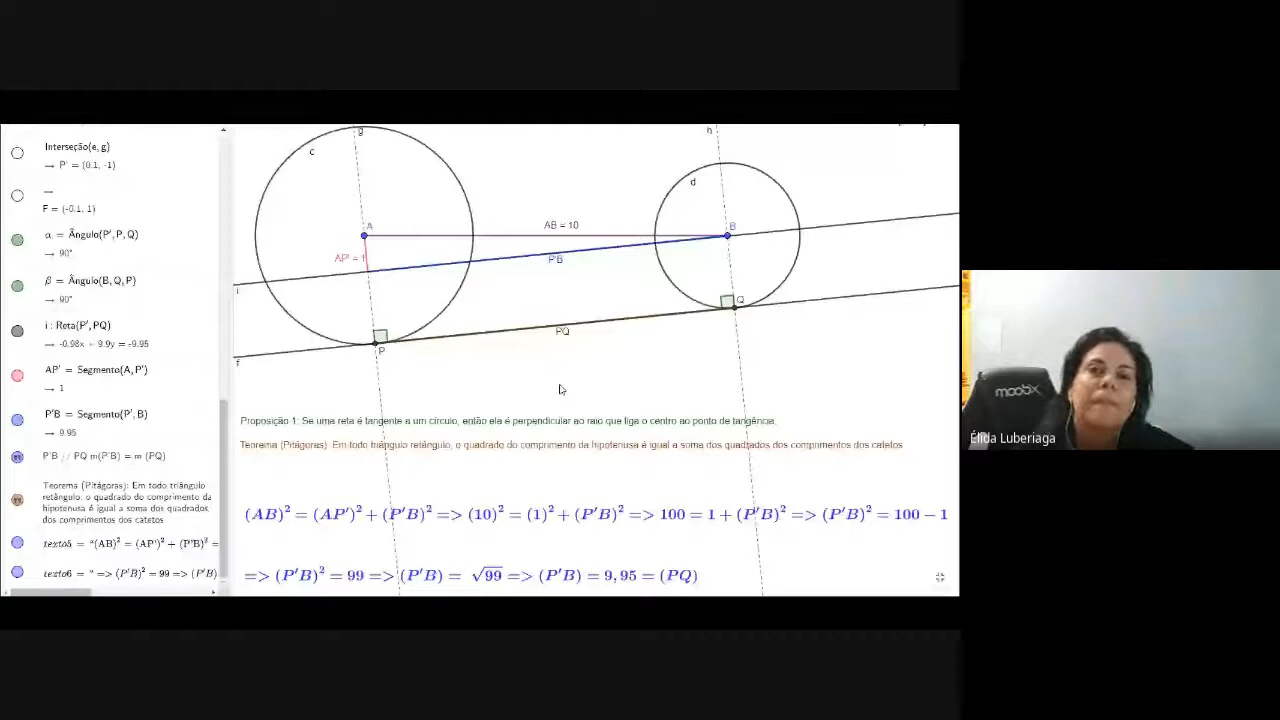 Interseção(e, g)
→ P' = (0.1, -1)
F = (-0.1, 1)
α = Ângulo(P', P, Q)
→ 90°
β = Ângulo(B, Q, P)
→ 90°
i : Reta(P', PQ)
→ -0.98x + 9.9y = -9.95
AP' = Segmento(A, P')
→ 1
P'B = Segmento(P', B)
→ 9.95
P'B // PQ m(P'B) = m (PQ)
Teorema (Pitágoras): Em todo triângulo
retângulo, o quadrado do comprimento da
hipotenusa é igual a soma dos quadrados
dos comprimentos dos catetos.
texto5 = "(AB)² = (AP')² + (P'B)² =
texto6 = " => (P'B)² = 99 => (P'B)
g
h
c
d
A
AB = 10
B
AP' = 1
P'B
i
Q
PQ
P
f
Proposição 1: Se uma reta é tangente a um círculo, então ela é perpendicular ao raio que liga o centro ao ponto de tangência.
Teorema (Pitágoras): Em todo triângulo retângulo, o quadrado do comprimento da hipotenusa é igual a soma dos quadrados dos comprimentos dos catetos
(AB)² = (AP')² + (P'B)² => (10)² = (1)² + (P'B)² => 100 = 1 + (P'B)² => (P'B)² = 100 − 1
=> (P'B)² = 99 => (P'B) = √99 => (P'B) = 9,95 = (PQ)
moobx
Élida Luberiaga